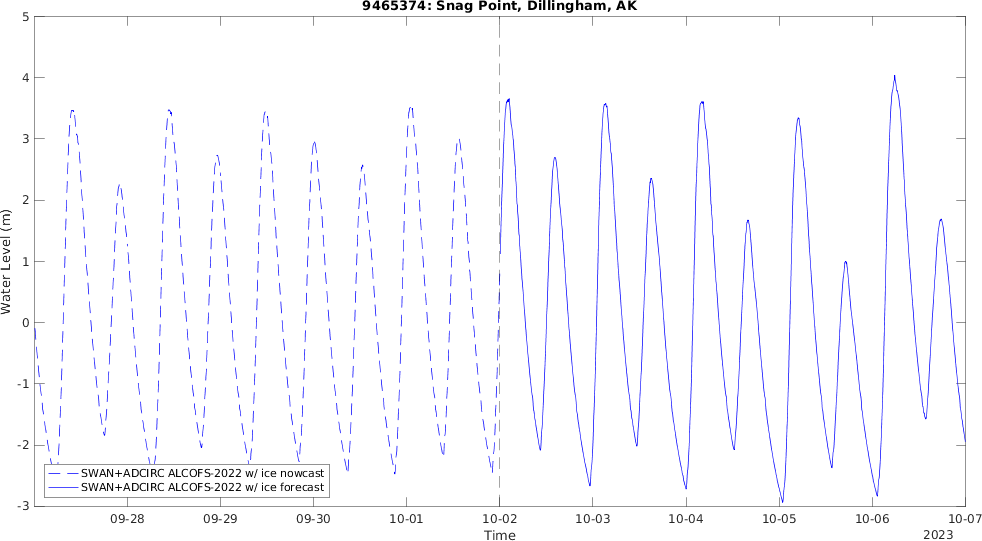 9465374: Snag Point, Dillingham, AK
Water Level (m)
5
4
3
2
1
0
-1
-2
-3
SWAN+ADCIRC ALCOFS-2022 w/ ice nowcast
SWAN+ADCIRC ALCOFS-2022 w/ ice forecast
09-28 09-29 09-30 10-01 10-02 10-03 10-04 10-05 10-06 10-07
Time
2023